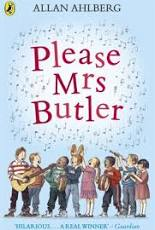 ALLAN AHLBERG
Please
Mrs
Butler
'HILARIOUS . . . . A REAL WINNER' – Guardian